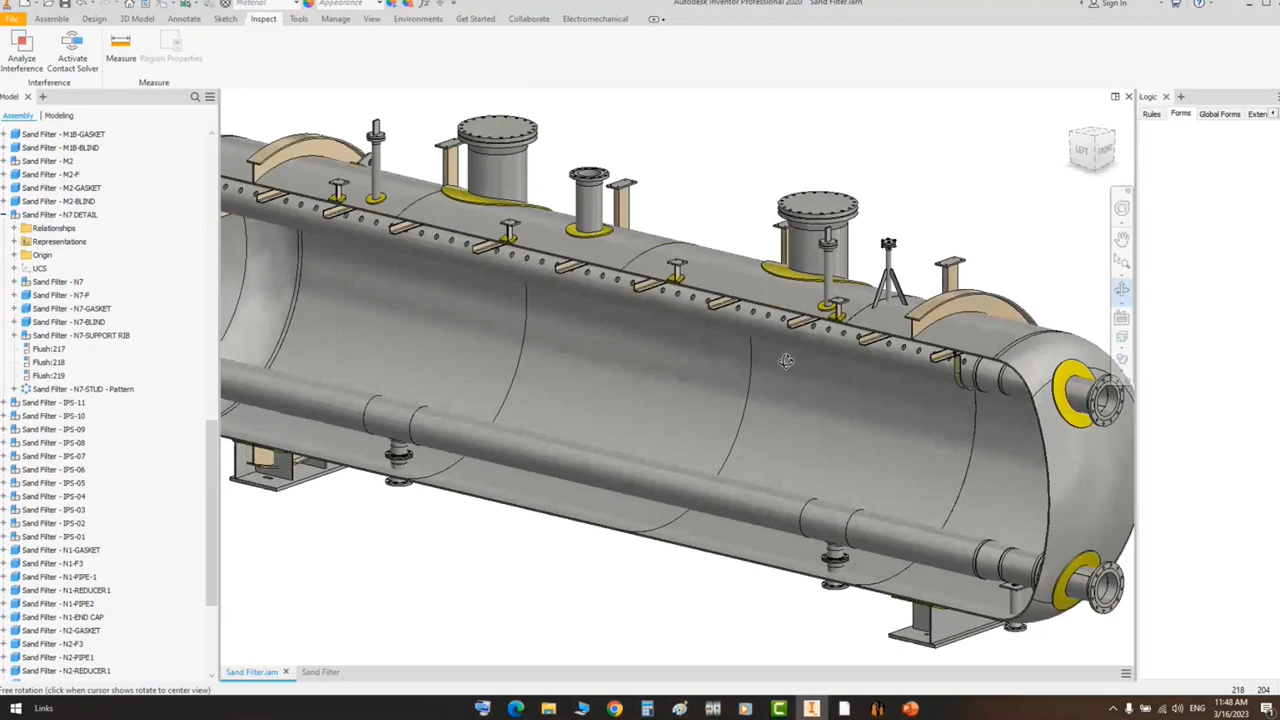 Material
Appearance
Autodesk Inventor Professional 2020 Sand Filter.iam
Sign In
File
Assemble
Design
3D Model
Annotate
Sketch
Inspect
Tools
Manage
View
Environments
Get Started
Collaborate
Electromechanical
Analyze Interference
Activate Contact Solver
Measure
Region Properties
Interference
Measure
Model
Assembly
Modeling
Sand Filter - M1B-GASKET
Sand Filter - M1B-BLIND
Sand Filter - M2
Sand Filter - M2-F
Sand Filter - M2-GASKET
Sand Filter - M2-BLIND
Sand Filter - N7 DETAIL
Relationships
Representations
Origin
UCS
Sand Filter - N7
Sand Filter - N7-F
Sand Filter - N7-GASKET
Sand Filter - N7-BLIND
Sand Filter - N7-SUPPORT RIB
Flush:217
Flush:218
Flush:219
Sand Filter - N7-STUD - Pattern
Sand Filter - IPS-11
Sand Filter - IPS-10
Sand Filter - IPS-09
Sand Filter - IPS-08
Sand Filter - IPS-07
Sand Filter - IPS-06
Sand Filter - IPS-05
Sand Filter - IPS-04
Sand Filter - IPS-03
Sand Filter - IPS-02
Sand Filter - IPS-01
Sand Filter - N1-GASKET
Sand Filter - N1-F3
Sand Filter - N1-PIPE-1
Sand Filter - N1-REDUCER1
Sand Filter - N1-PIPE2
Sand Filter - N1-END CAP
Sand Filter - N2-GASKET
Sand Filter - N2-F3
Sand Filter - N2-PIPE1
Sand Filter - N2-REDUCER1
LEFT
FRONT
iLogic
Rules
Forms
Global Forms
Exter
Sand Filter.iam
Sand Filter
Free rotation (click when cursor shows rotate to center view)
218
204
Links
11:48 AM
3/16/2023